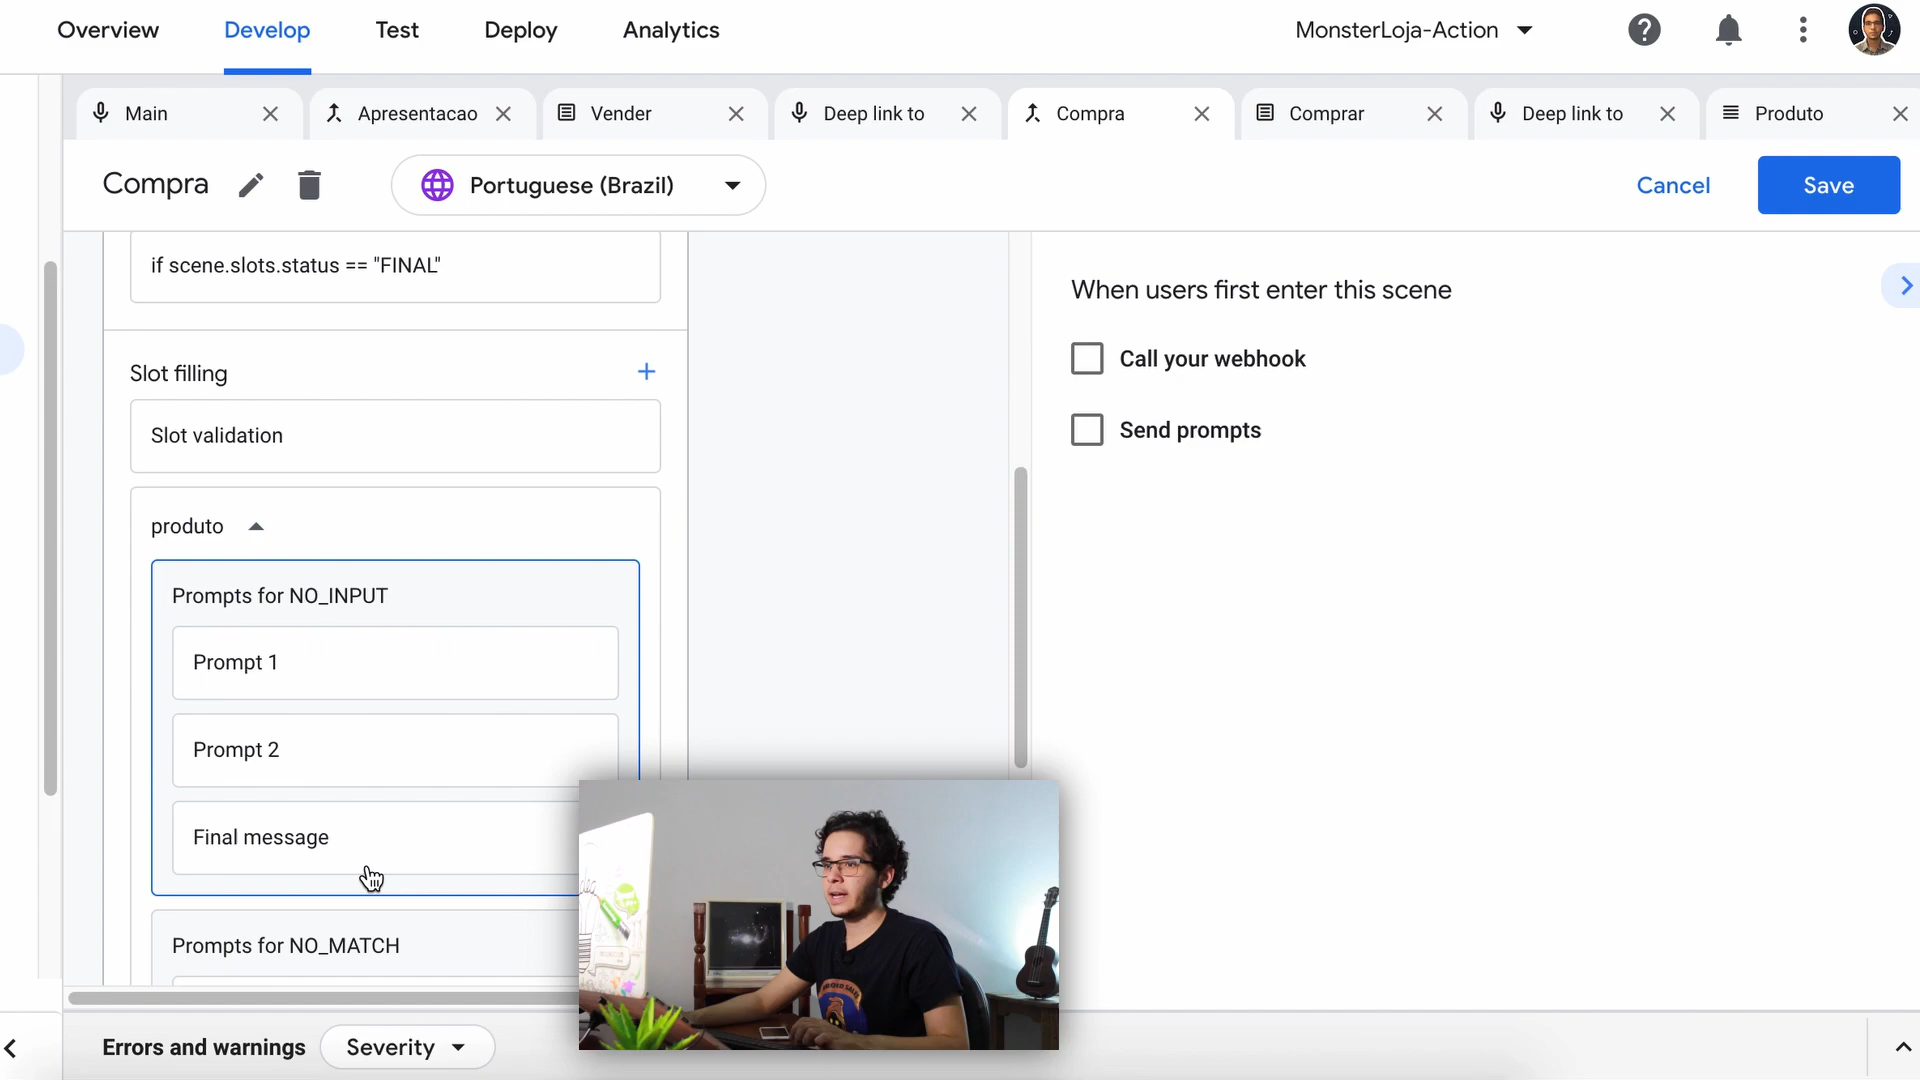 Overview Develop Test Deploy Analytics MonsterLoja-Action
Main Apresentacao Vender Deep link to Compra Comprar Deep link to Produto
Compra Portuguese (Brazil) Cancel Save
if scene.slots.status == "FINAL"
Slot filling
Slot validation
produto
Prompts for NO_INPUT
Prompt 1
Prompt 2
Final message
Prompts for NO_MATCH
When users first enter this scene
Call your webhook
Send prompts
Errors and warnings Severity